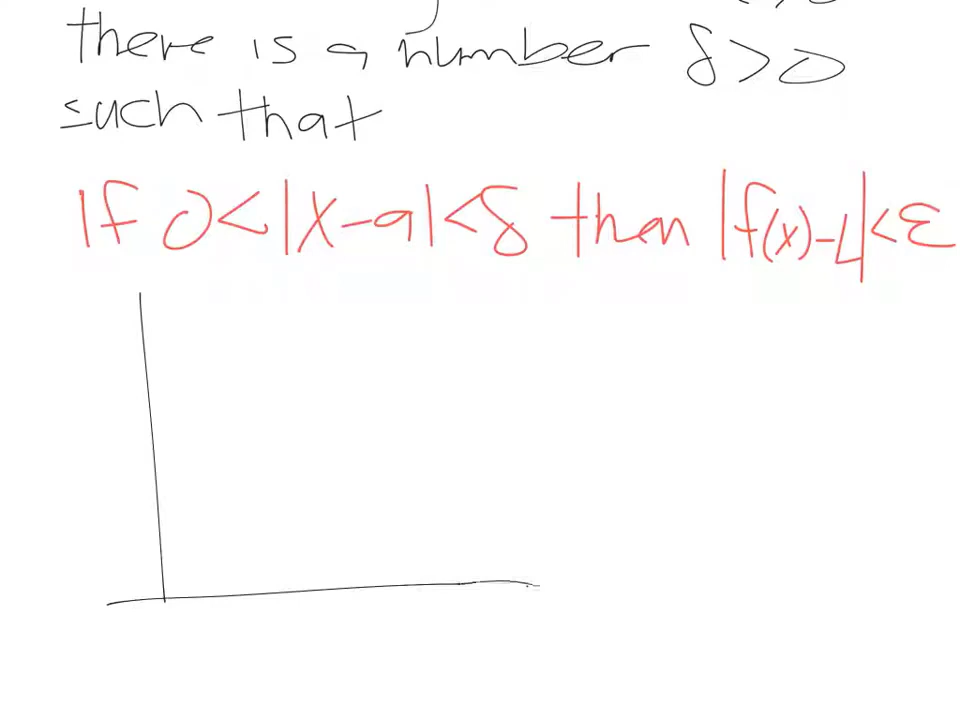 there is a number δ>0
such that
If 0<|x-a|<δ then |f(x)-L|<ε